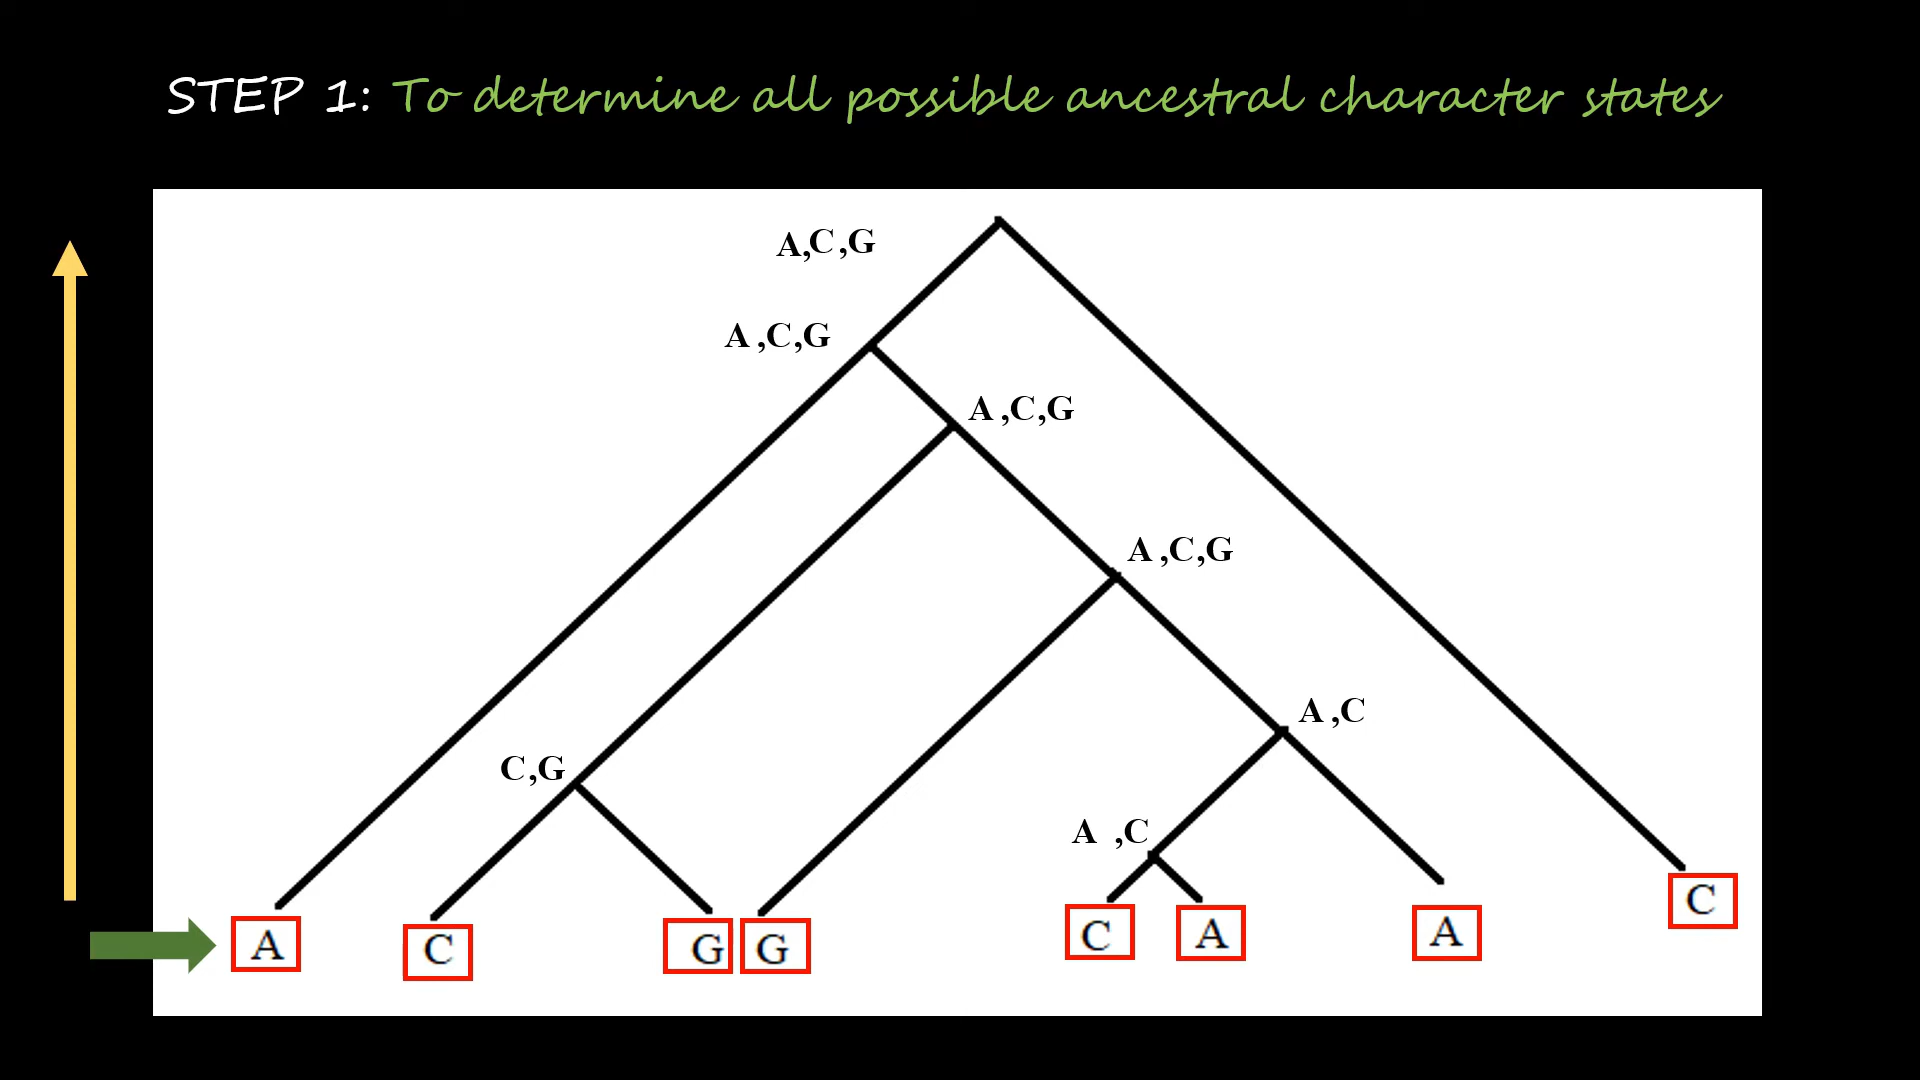 STEP 1: To determine all possible ancestral character states
A,C,G
A ,C,G
A ,C,G
A ,C,G
A ,C
C,G
A ,C
A
C
G
G
C
A
A
C